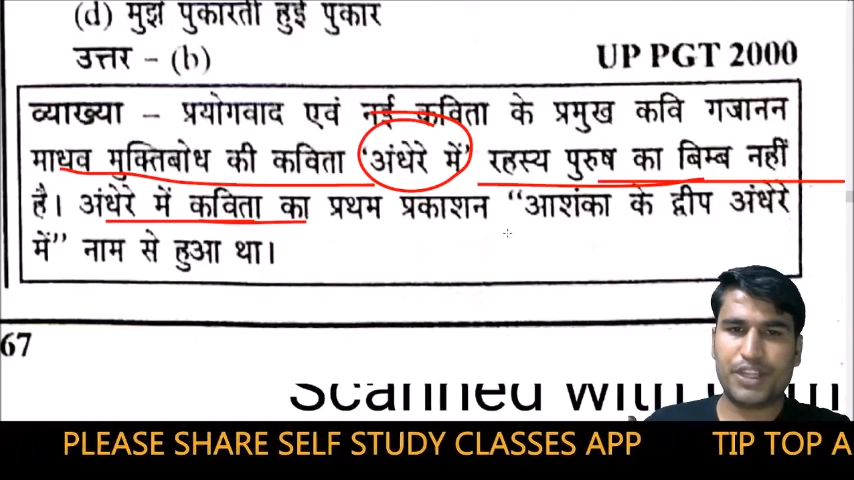 (d) मुझे पुकारती हुई पुकार
उत्तर – (b) UP PGT 2000
व्याख्या – प्रयोगवाद एवं नई कविता के प्रमुख कवि गजानन
माधव मुक्तिबोध की कविता 'अंधेरे में' रहस्य पुरुष का बिम्ब नहीं
है। अंधेरे में कविता का प्रथम प्रकाशन "आशंका के द्वीप अंधेरे
में" नाम से हुआ था।
67
Scanned with
PLEASE SHARE SELF STUDY CLASSES APP TIP TOP A